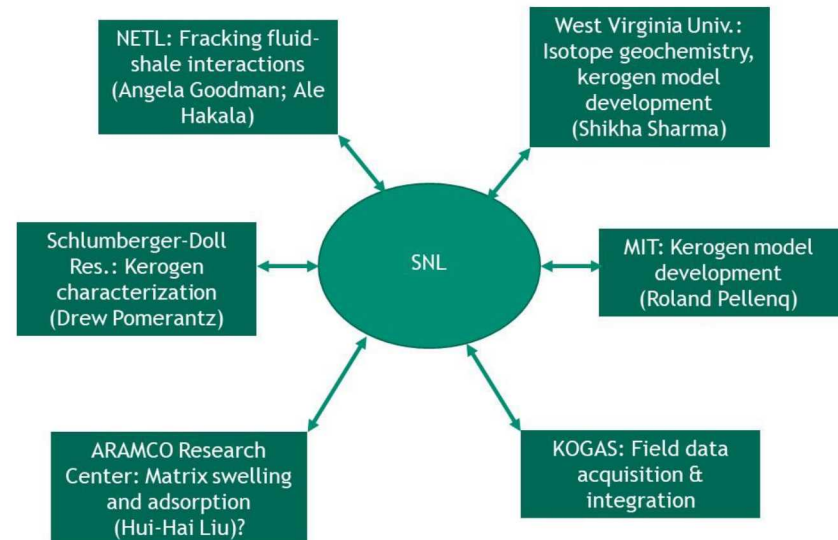 NETL: Fracking fluid-
shale interactions
(Angela Goodman; Ale
Hakala)
West Virginia Univ.:
Isotope geochemistry,
kerogen model
development
(Shikha Sharma)
Schlumberger-Doll
Res.: Kerogen
characterization
(Drew Pomerantz)
SNL
MIT: Kerogen model
development
(Roland Pellenq)
ARAMCO Research
Center: Matrix swelling
and adsorption
(Hui-Hai Liu)?
KOGAS: Field data
acquisition &
integration